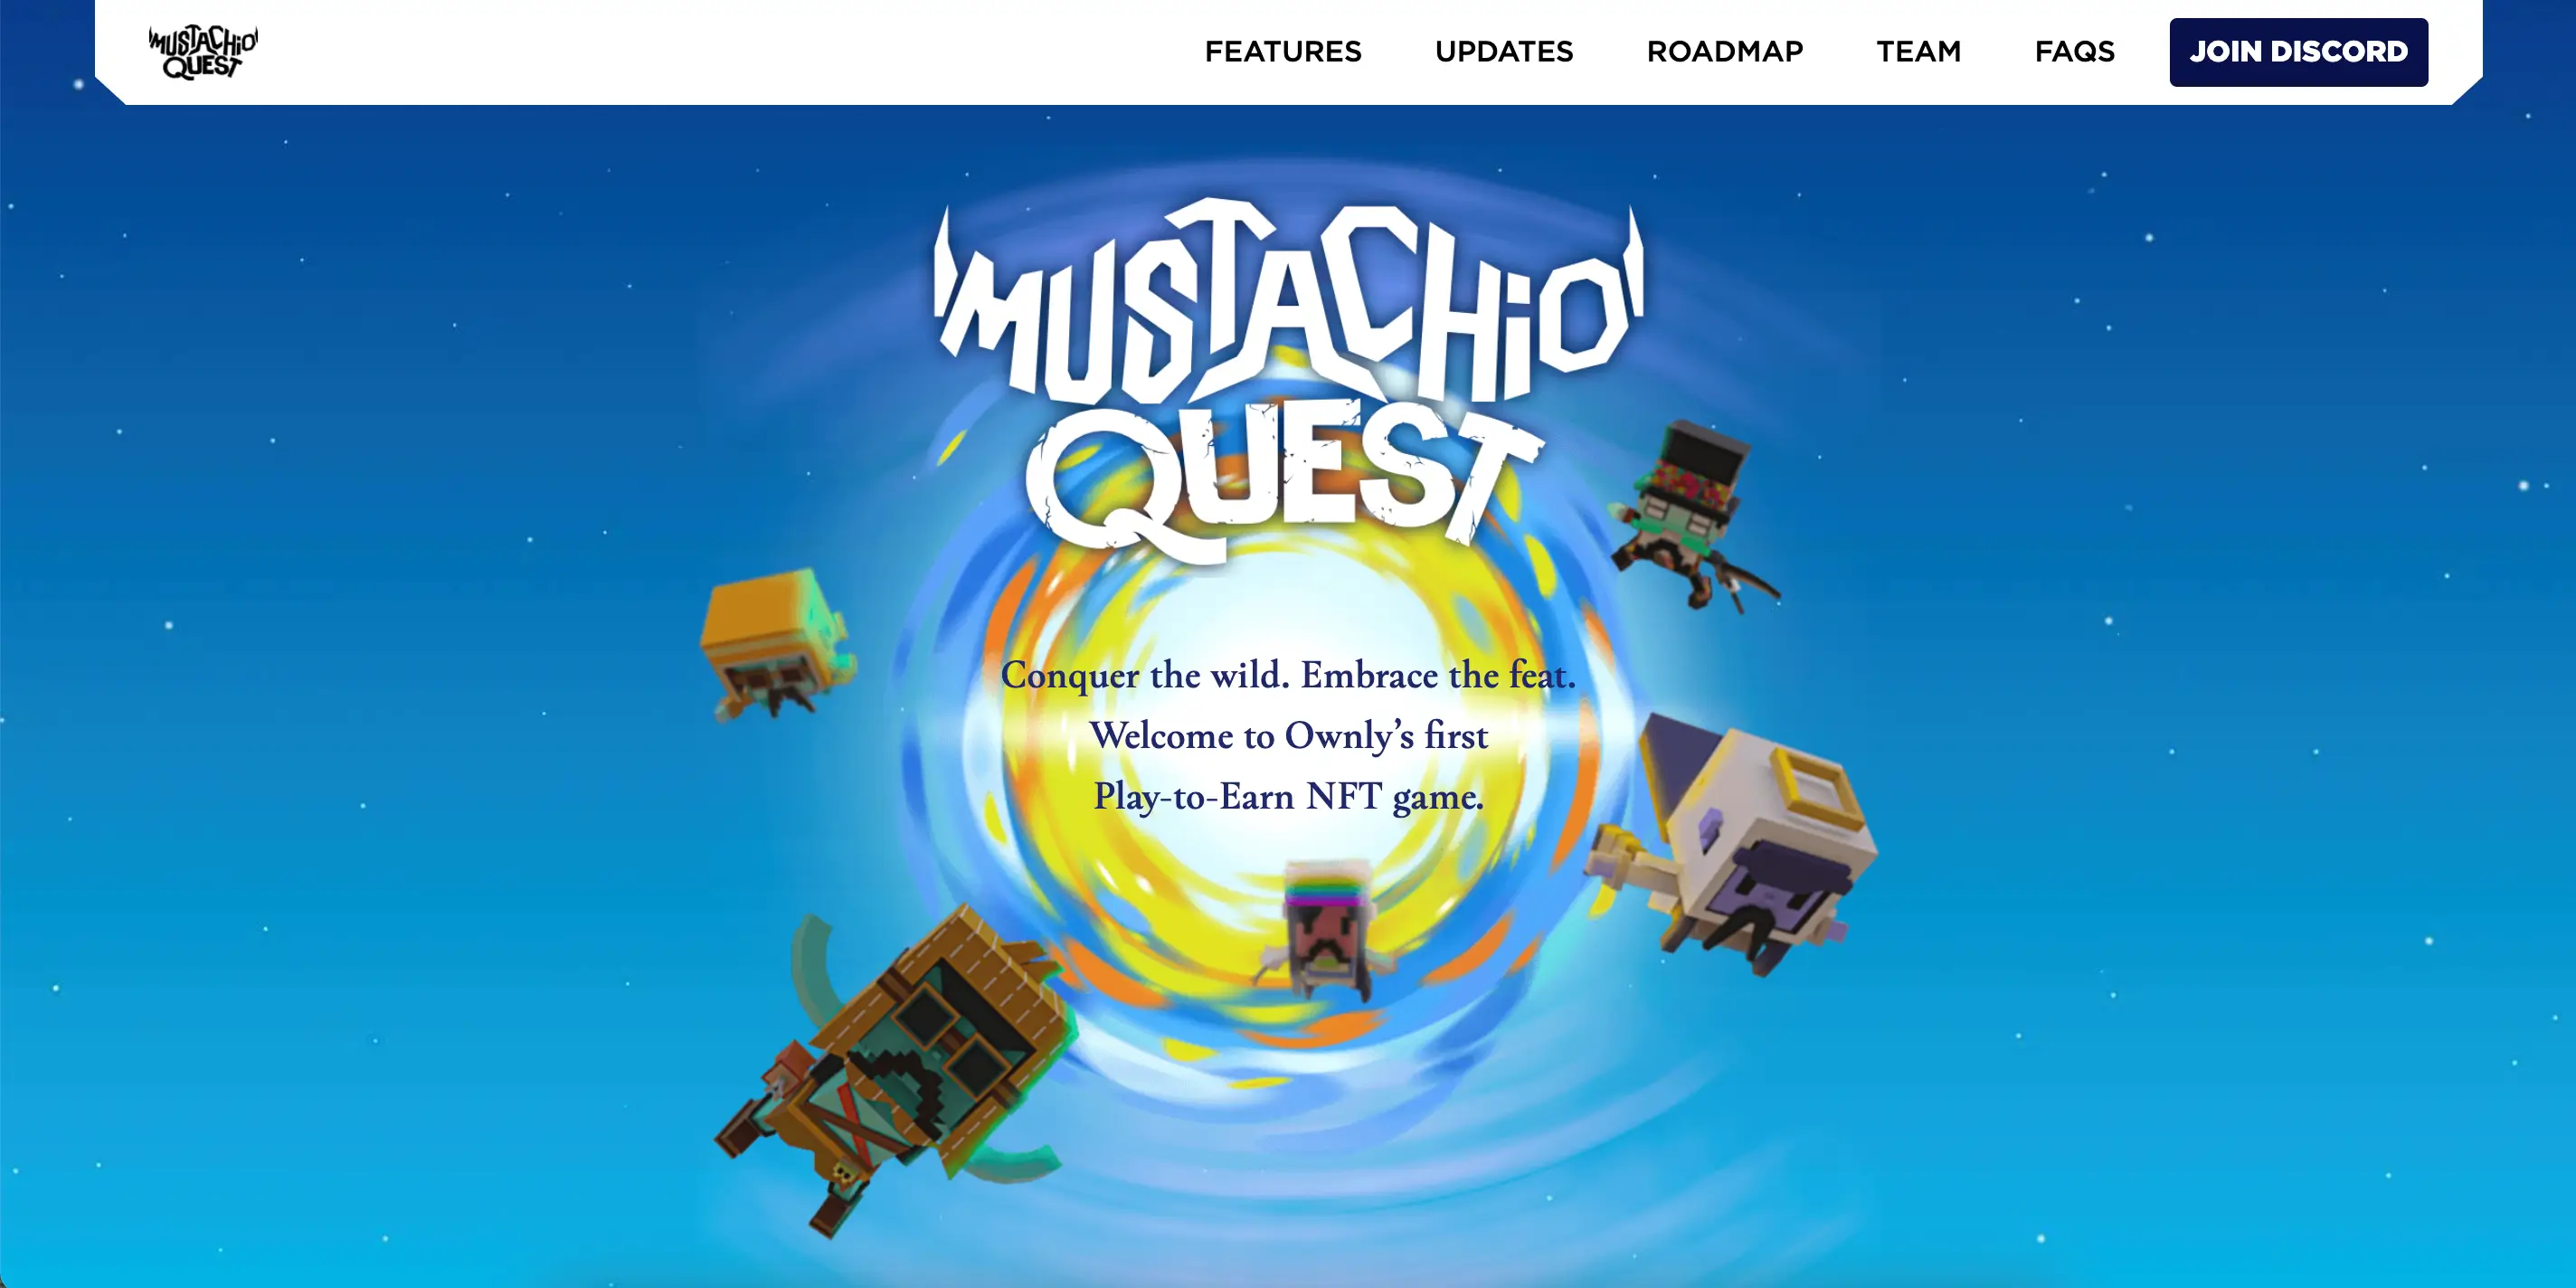 MUSTACHiO
QUEST
FEATURES
UPDATES
ROADMAP
TEAM
FAQS
JOIN DISCORD
MUSTACHiO
QUEST
Conquer the wild. Embrace the feat.
Welcome to Ownly’s first
Play-to-Earn NFT game.